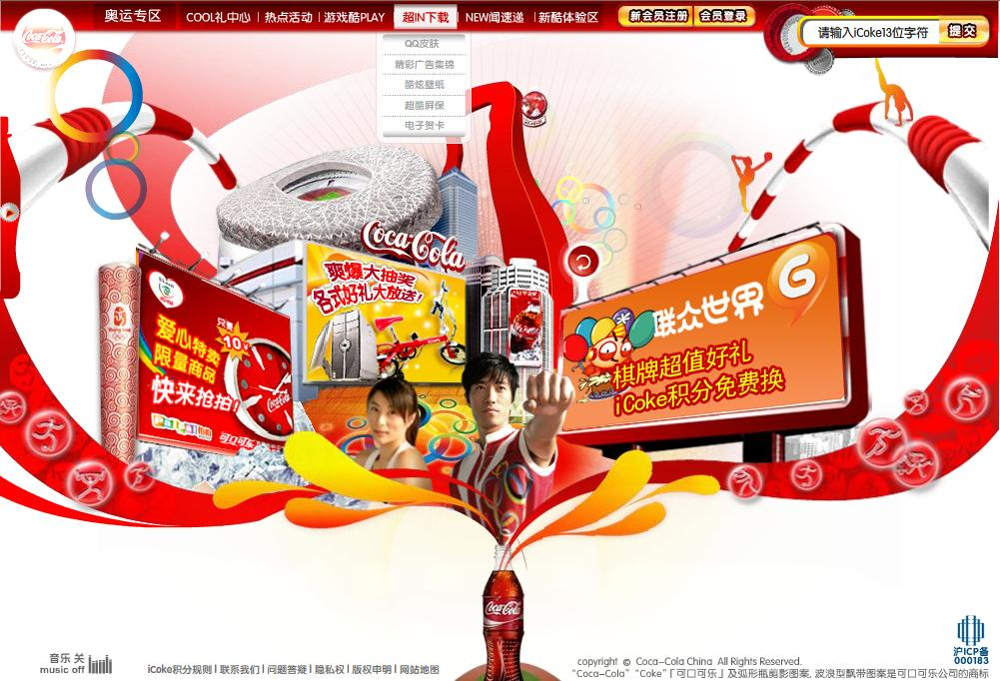 奥运专区
COOL礼中心
热点活动
游戏酷PLAY
超IN下载
NEW闻速递
新酷体验区
新会员注册
会员登录
请输入iCoke13位字符
提交
Coca-Cola
QQ皮肤
精彩广告集锦
酷炫壁纸
超酷屏保
电子贺卡
Coca-Cola
爽爆大抽奖
各式好礼大放送!
只要
10
爱心特卖
限量商品
快来抢拍!
Coca-Cola
可口可乐
G
联众世界
棋牌超值好礼
iCoke积分免费换
Coca-Cola
音乐 关
music off
iCoke积分规则 | 联系我们 | 问题答疑 | 隐私权 | 版权申明 | 网站地图
copyright © Coca-Cola China All Rights Reserved.
"Coca-Cola" "Coke"「可口可乐」及弧形瓶剪影图案, 波浪型飘带图案是可口可乐公司的商标
沪ICP备
000183